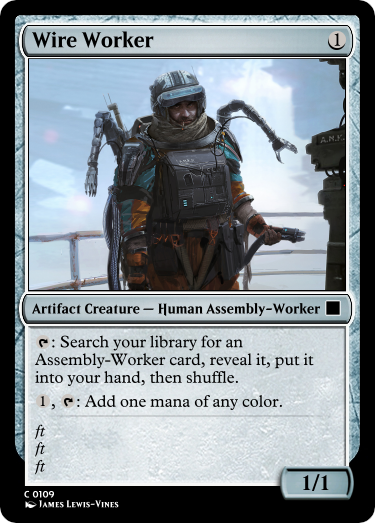 Wire Worker 1
Artifact Creature — Human Assembly-Worker
: Search your library for an
Assembly-Worker card, reveal it, put it
into your hand, then shuffle.
1, : Add one mana of any color.
ft
ft
ft
1/1
C 0109
James Lewis-Vines